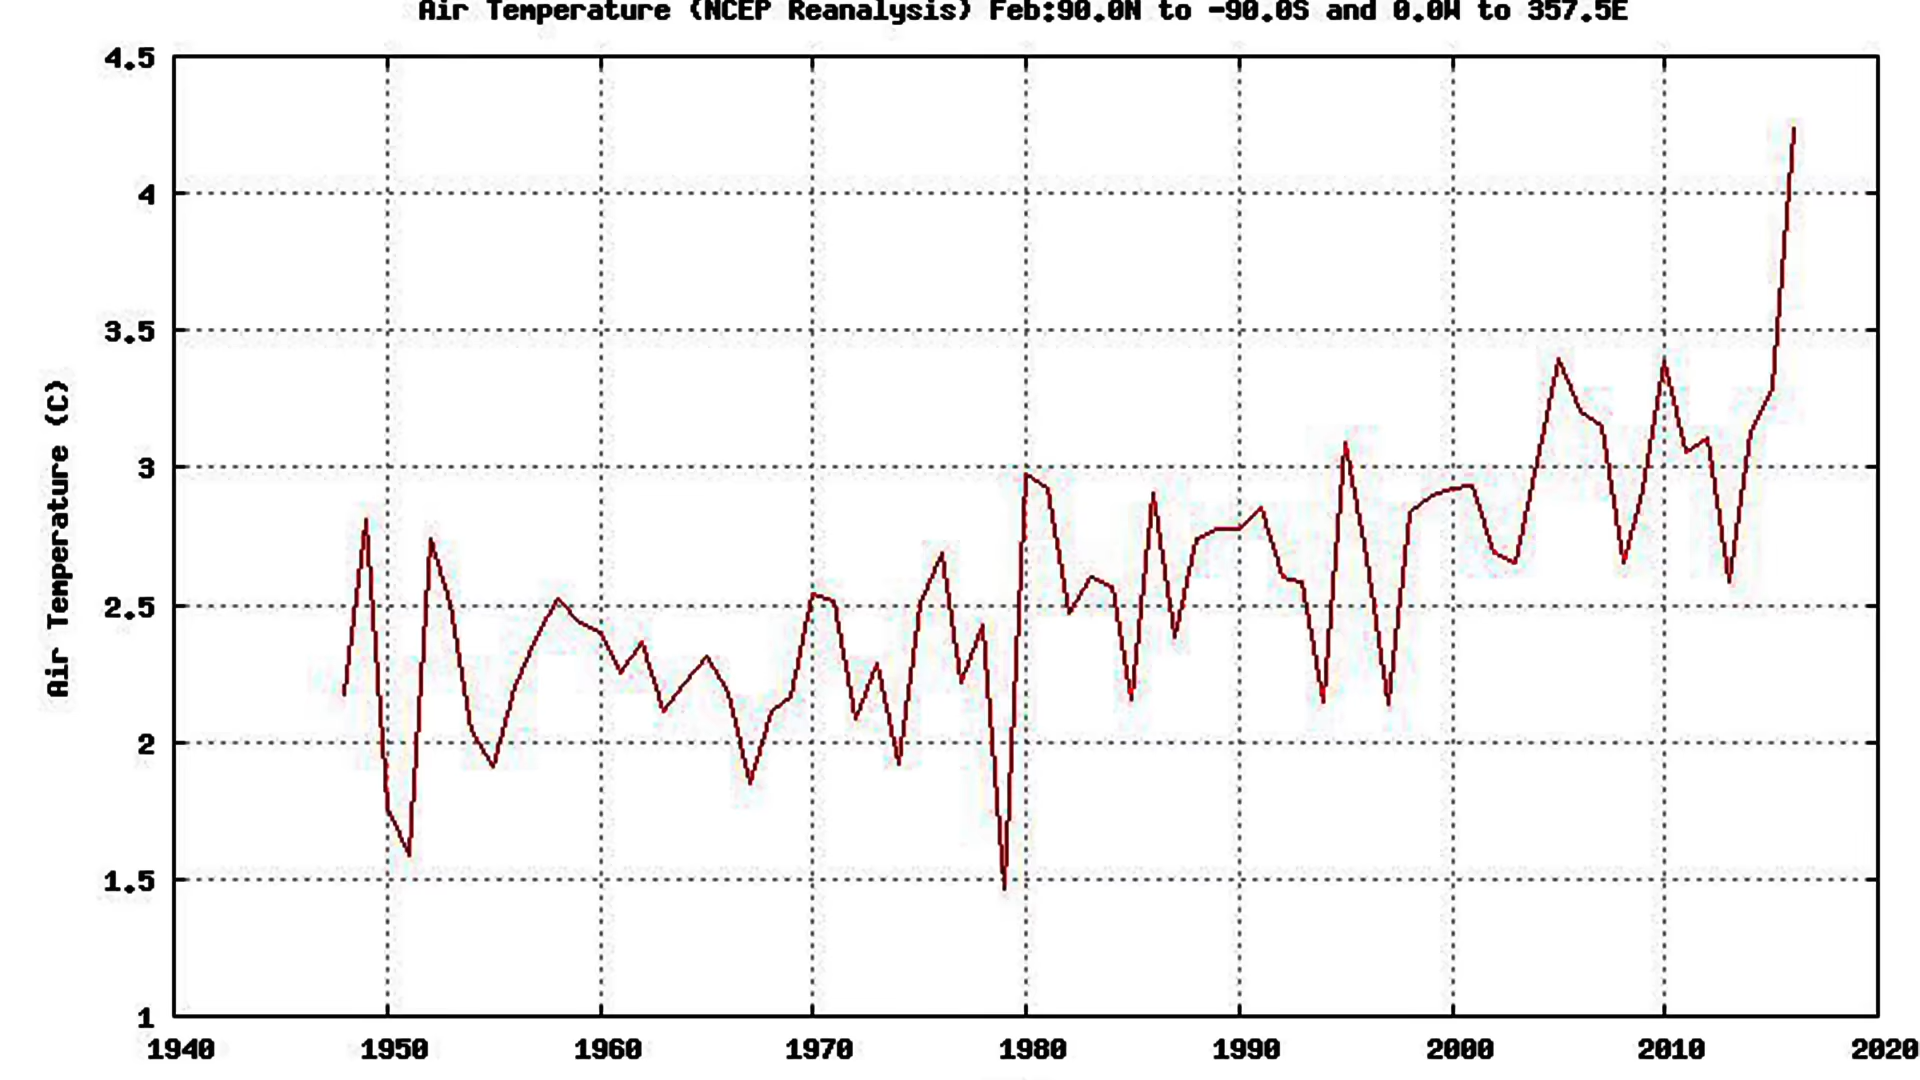 Air Temperature (NCEP Reanalysis) Feb:90.0N to -90.0S and 0.0W to 357.5E
4.5
4
3.5
3
2.5
2
1.5
1
Air Temperature (C)
1940 1950 1960 1970 1980 1990 2000 2010 2020